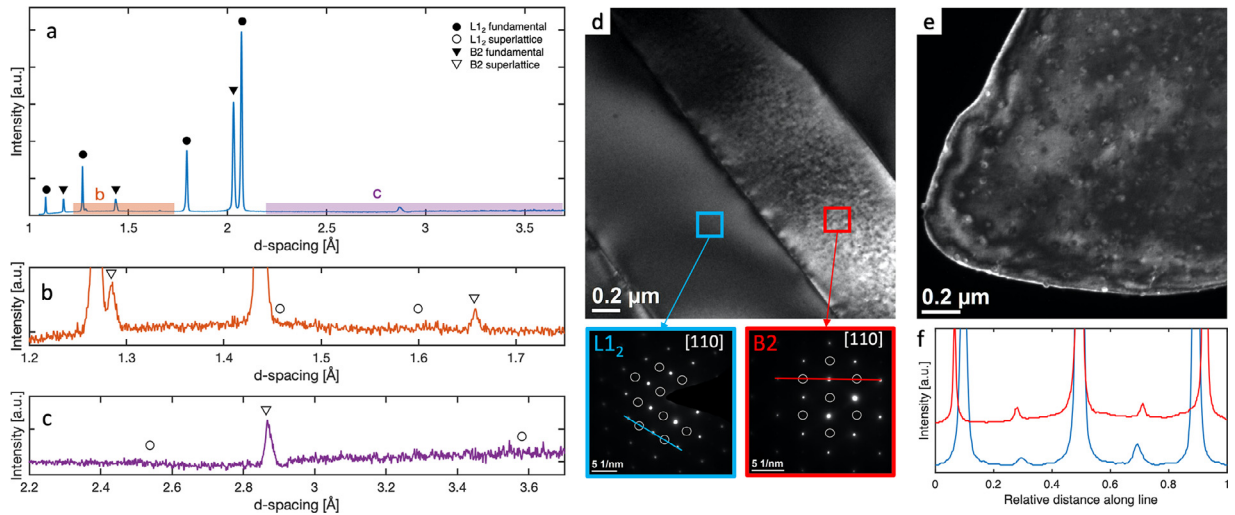 a
L1₂ fundamental
L1₂ superlattice
B2 fundamental
B2 superlattice
Intensity [a.u.]
b
c
1 1.5 2 2.5 3 3.5
d-spacing [Å]
b
Intensity [a.u.]
1.2 1.3 1.4 1.5 1.6 1.7
d-spacing [Å]
c
Intensity [a.u.]
2.2 2.4 2.6 2.8 3 3.2 3.4 3.6
d-spacing [Å]
d
0.2 µm
L1₂
[110]
5 1/nm
B2
[110]
5 1/nm
e
0.2 µm
f
Intensity [a.u.]
0 0.2 0.4 0.6 0.8 1
Relative distance along line